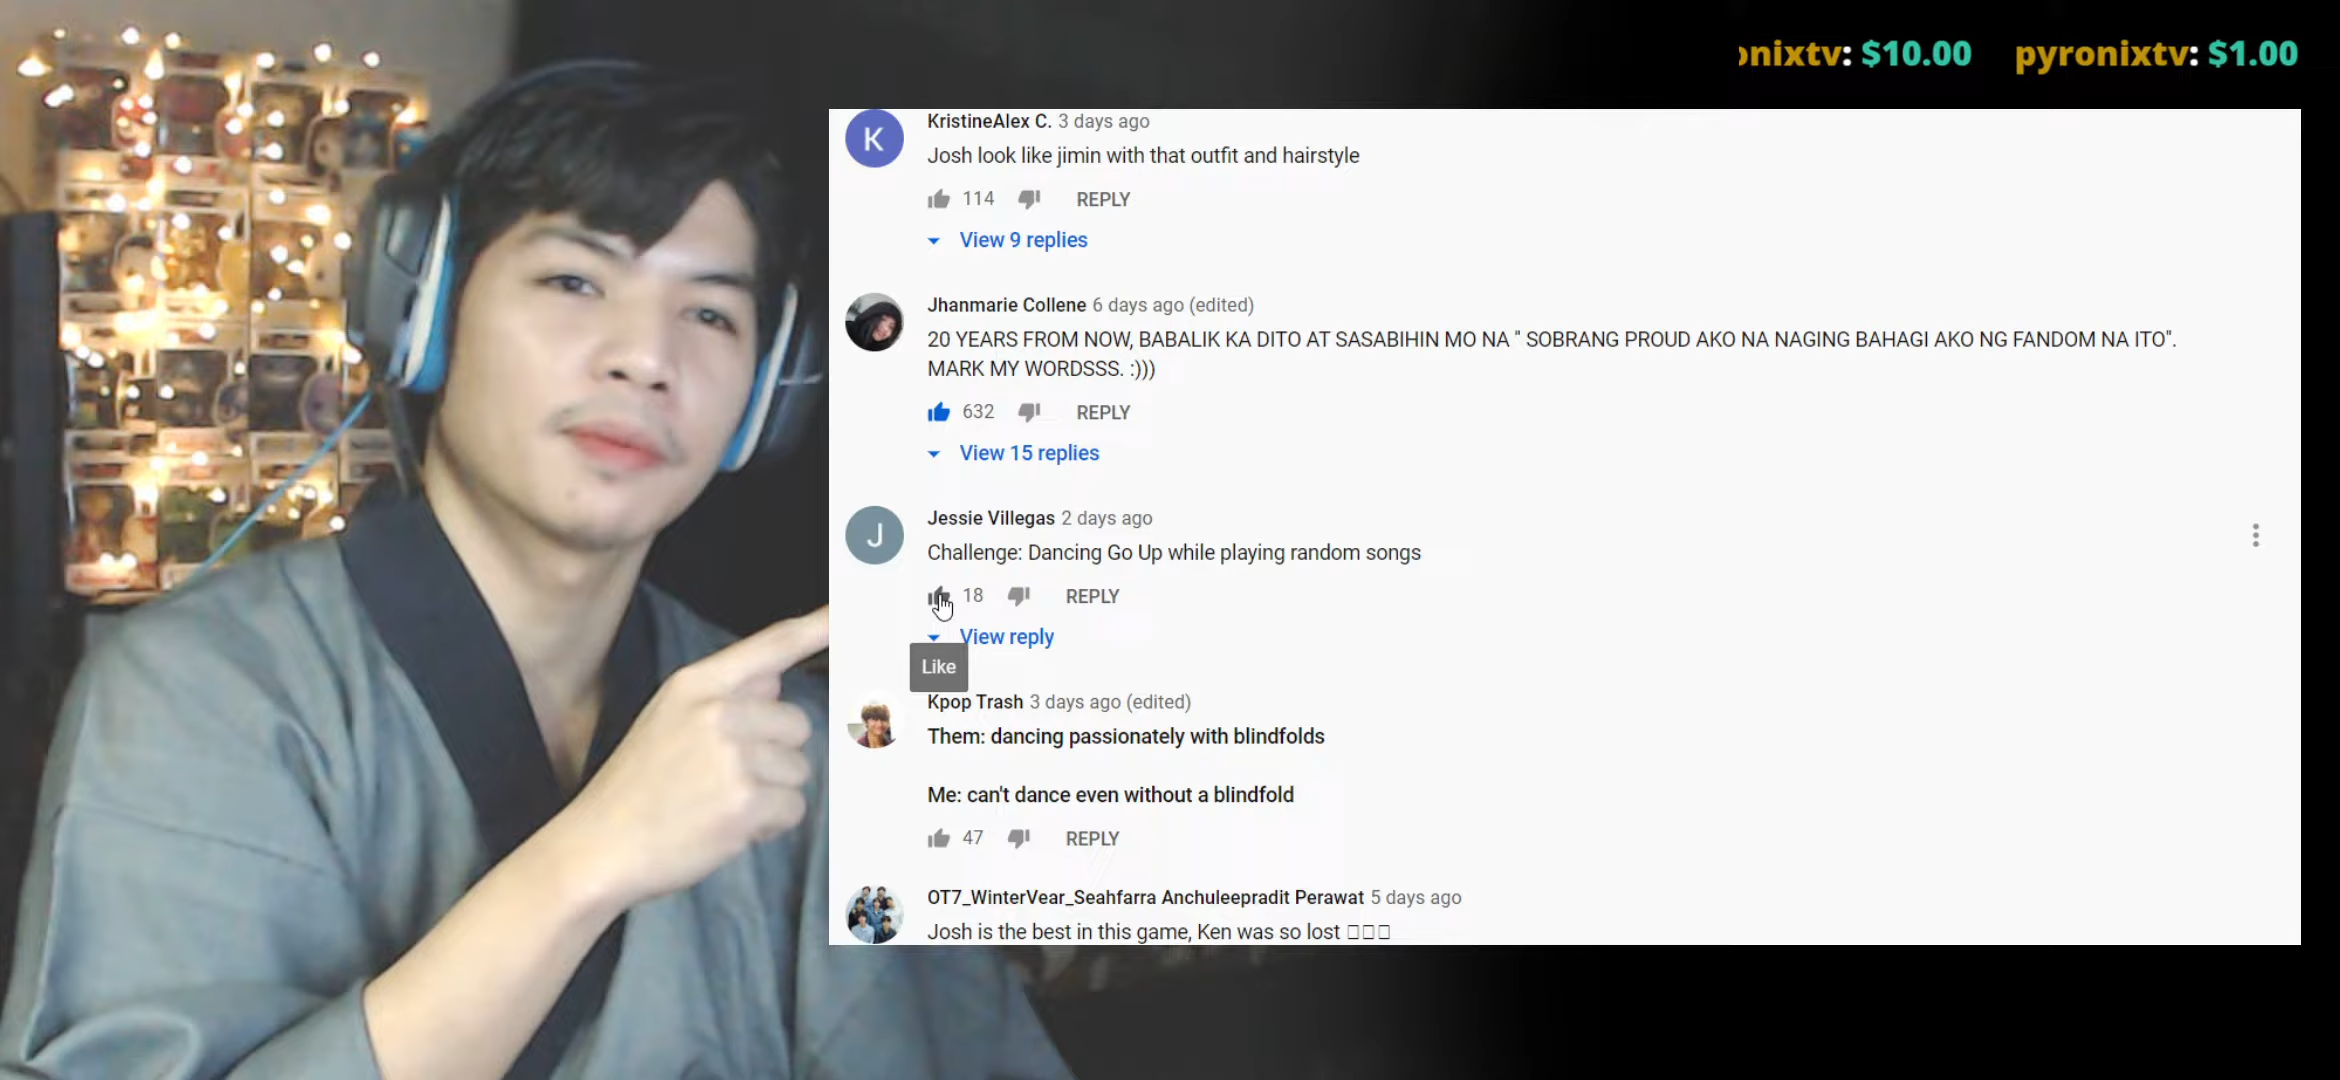 onixtv: $10.00 pyronixtv: $1.00
K
KristineAlex C. 3 days ago
Josh look like jimin with that outfit and hairstyle
114 REPLY
View 9 replies
Jhanmarie Collene 6 days ago (edited)
20 YEARS FROM NOW, BABALIK KA DITO AT SASABIHIN MO NA " SOBRANG PROUD AKO NA NAGING BAHAGI AKO NG FANDOM NA ITO".
MARK MY WORDSSS. :)))
632 REPLY
View 15 replies
J
Jessie Villegas 2 days ago
Challenge: Dancing Go Up while playing random songs
18 REPLY
View reply
Like
Kpop Trash 3 days ago (edited)
Them: dancing passionately with blindfolds
Me: can't dance even without a blindfold
47 REPLY
OT7_WinterVear_Seahfarra Anchuleepradit Perawat 5 days ago
Josh is the best in this game, Ken was so lost □□□